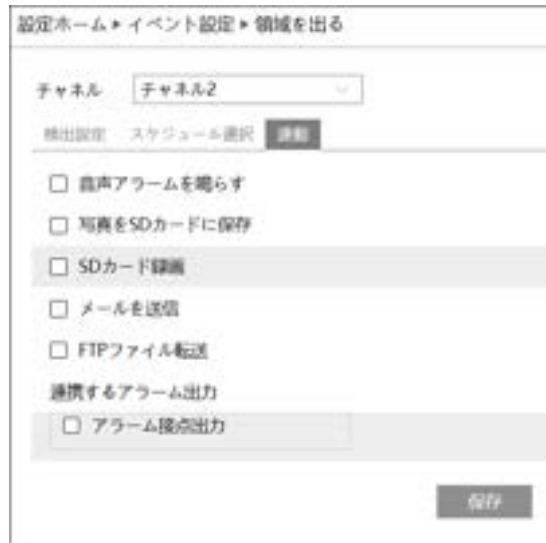 設定ホーム▶イベント設定▶領域を出る
チャネル チャネル2
検出設定 スケジュール選択 連動
音声アラームを鳴らす
写真をSDカードに保存
SDカード録画
メールを送信
FTPファイル転送
連携するアラーム出力
アラーム接点出力
保存